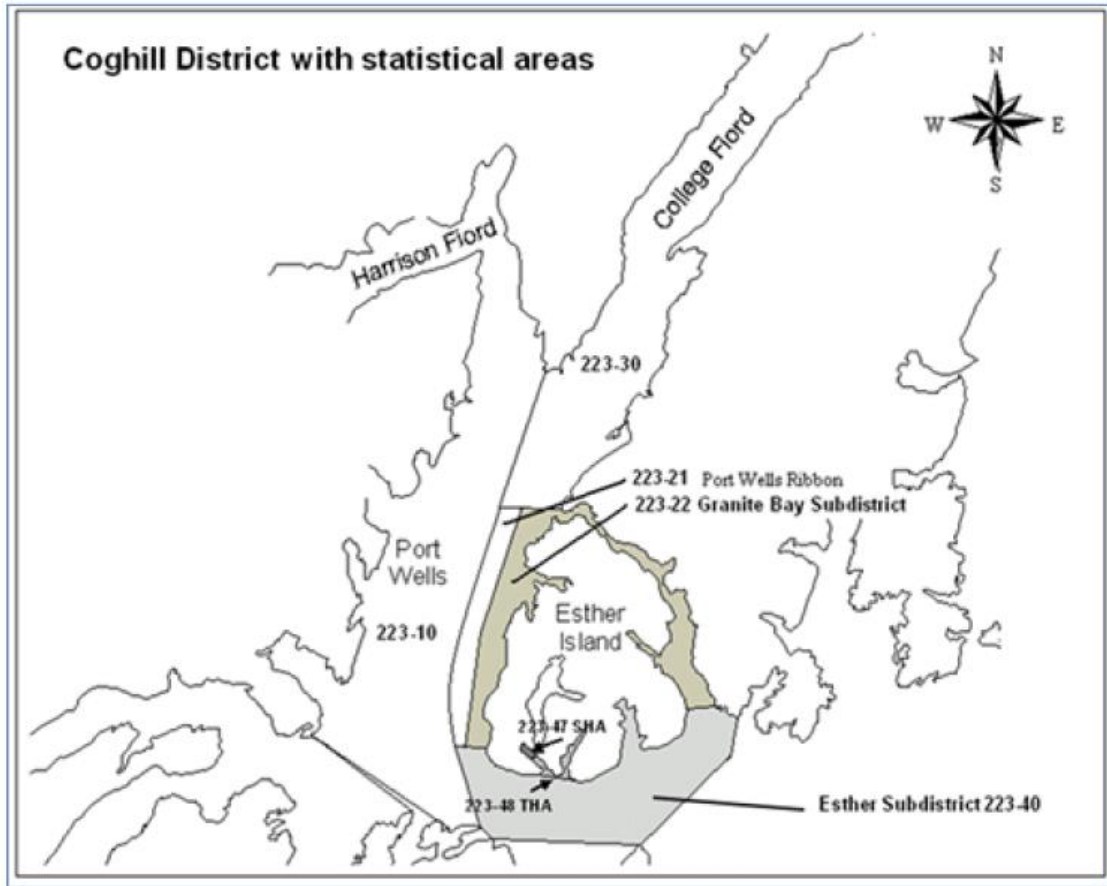 Coghill District with statistical areas
N
W
E
S
College Fiord
Harrison Fiord
223-30
223-21 Port Wells Ribbon
223-22 Granite Bay Subdistrict
Port
Wells
Esther
Island
223-10
223-47 SHA
223-48 THA
Esther Subdistrict 223-40